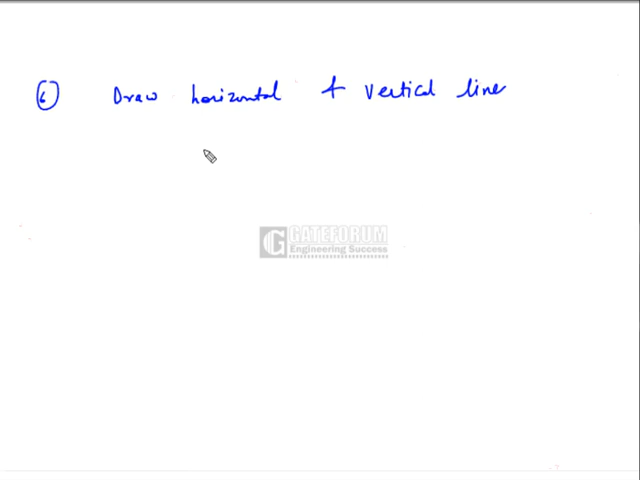 ⑥ Draw horizontal & vertical line
GATEFORUM
Engineering Success